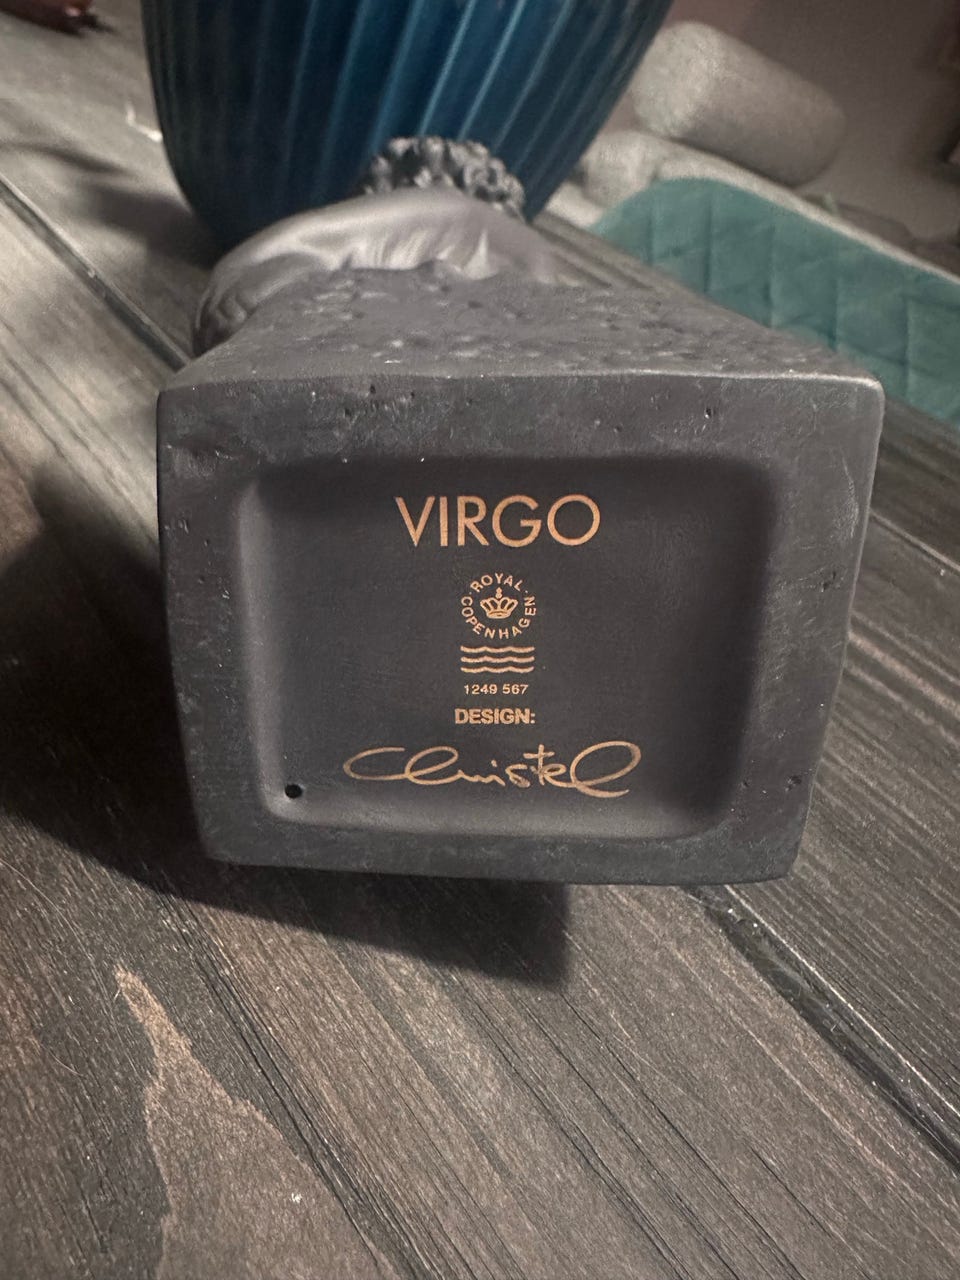 VIRGO
ROYAL
COPENHAGEN
1249 567
DESIGN:
Christel